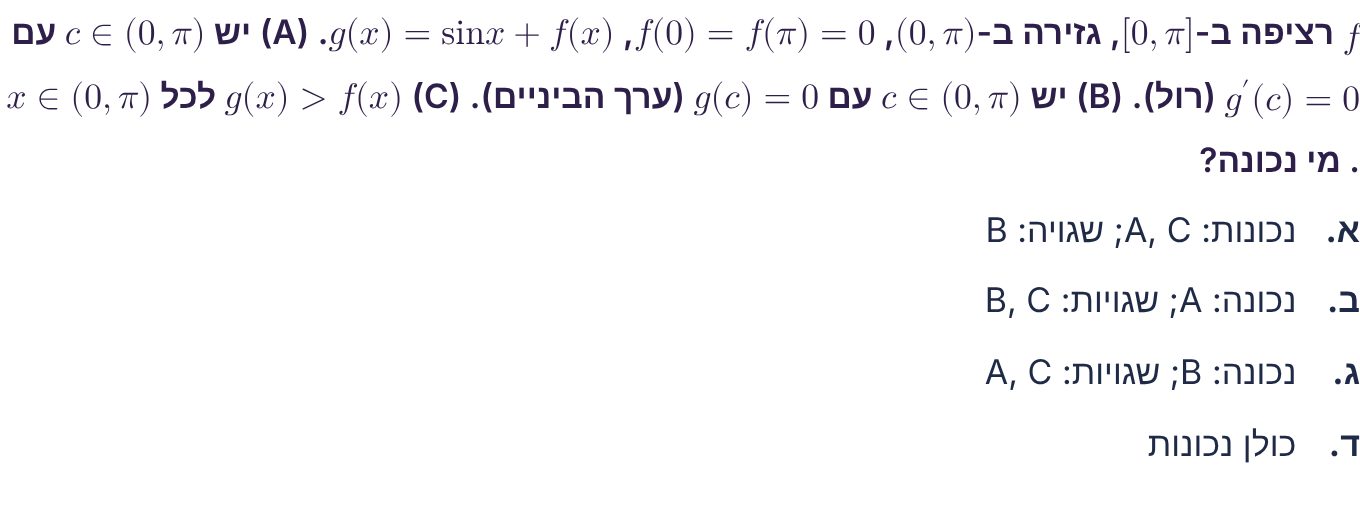 f רציפה ב-[0, π], גזירה ב-(0, π), f(0) = f(π) = 0, g(x) = sinx + f(x). (A) יש c ∈ (0, π) עם
g′(c) = 0 (רול). (B) יש c ∈ (0, π) עם g(c) = 0 (ערך הביניים). (C) g(x) > f(x) לכל x ∈ (0, π)
. מי נכונה?
א. נכונות: A, C; שגויה: B
ב. נכונה: A; שגויות: B, C
ג. נכונה: B; שגויות: A, C
ד. כולן נכונות